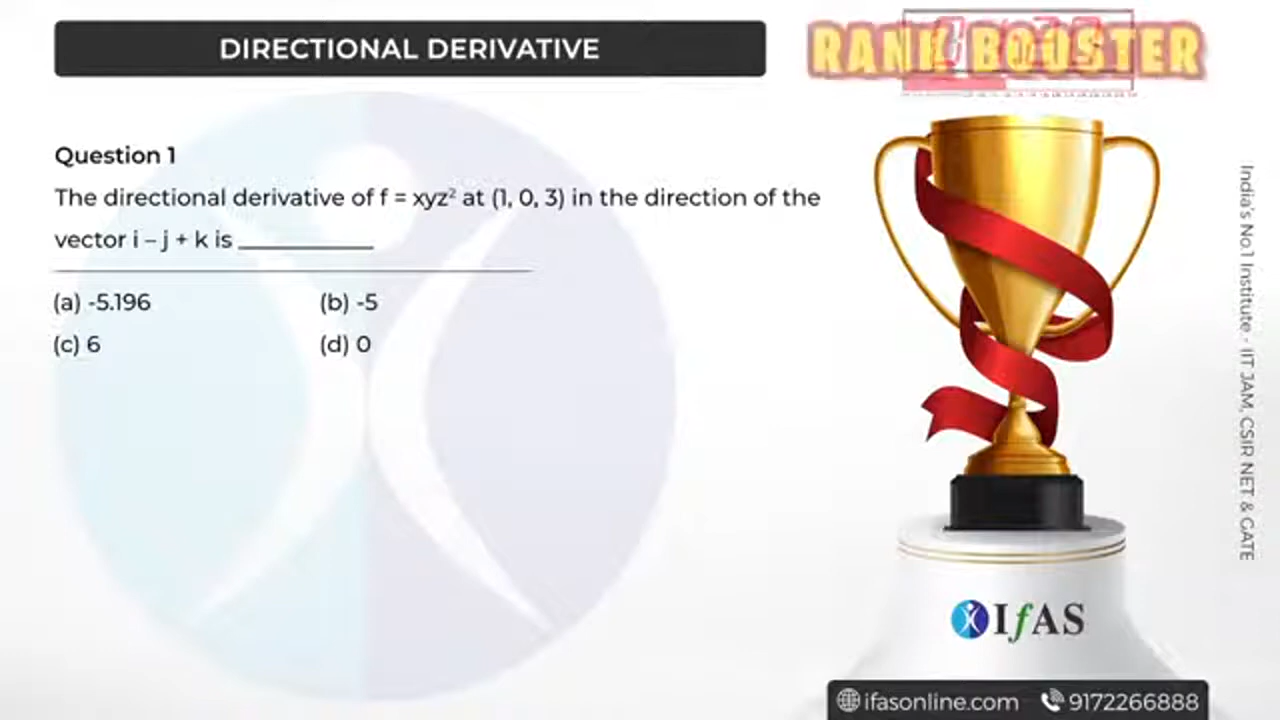 DIRECTIONAL DERIVATIVE
RANK BOOSTER
Question 1
The directional derivative of f = xyz² at (1, 0, 3) in the direction of the
vector i – j + k is __________
(a) -5.196 (b) -5
(c) 6 (d) 0
India's No.1 Institute - IIT JAM, CSIR NET & GATE
IfAS
ifasonline.com 9172266888